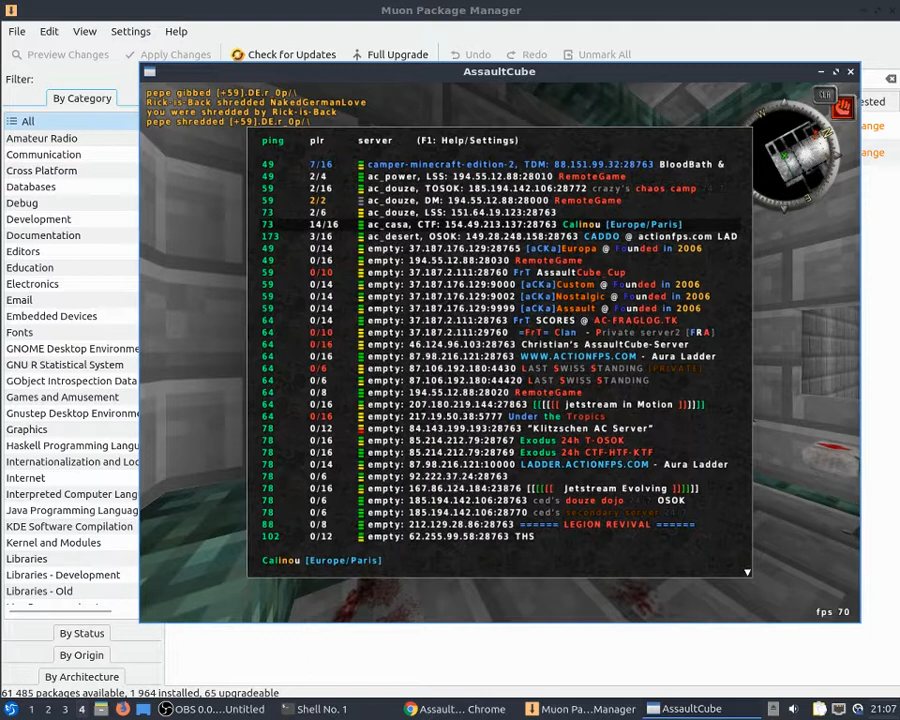 Muon Package Manager
File Edit View Settings Help
Preview Changes Apply Changes Check for Updates Full Upgrade Undo Redo Unmark All
Filter:
By Category
All
Amateur Radio
Communication
Cross Platform
Databases
Debug
Development
Documentation
Editors
Education
Electronics
Email
Embedded Devices
Fonts
GNOME Desktop Environme
GNU R Statistical System
GObject Introspection Data
Games and Amusement
Gnustep Desktop Environme
Graphics
Haskell Programming Langu
Internationalization and Loc
Internet
Interpreted Computer Lang
Java Programming Languag
KDE Software Compilation
Kernel and Modules
Libraries
Libraries - Development
Libraries - Old
By Status
By Origin
By Architecture
61 485 packages available, 1 964 installed, 65 upgradeable
ested
ange
ange
AssaultCube
pepe gibbed [+59].DE.r_0p/\
Rick-is-Back shredded NakedGermanLove
you were shredded by Rick-is-Back
pepe shredded [+59].DE.r_0p/\
CLA
ping plr server (F1: Help/Settings)
49 7/16 camper-minecraft-edition-2, TDM: 88.151.99.32:28763 BloodBath &
49 2/4 ac_power, LSS: 194.55.12.88:28010 RemoteGame
59 2/16 ac_douze, TOSOK: 185.194.142.106:28772 crazy's chaos camp 24-7
59 2/2 ac_douze, DM: 194.55.12.88:28000 RemoteGame
73 2/6 ac_douze, LSS: 151.64.19.123:28763
73 14/16 ac_casa, CTF: 154.49.213.137:28763 Calinou [Europe/Paris]
173 3/16 ac_desert, OSOK: 149.28.248.158:28763 CADDO @ actionfps.com LAD
49 0/14 empty: 37.187.176.129:28765 [aCKa]Europa @ Founded in 2006
49 0/16 empty: 194.55.12.88:28030 RemoteGame
59 0/10 empty: 37.187.2.111:28760 FrT AssaultCube_Cup
59 0/14 empty: 37.187.176.129:9000 [aCKa]Custom @ Founded in 2006
59 0/14 empty: 37.187.176.129:28763 [aCKa]Nostalgic @ Founded in 2006
59 0/14 empty: 37.187.176.129:9999 [aCKa]Assault @ Founded in 2006
64 0/14 empty: 37.187.2.111:28763 FrT SCORES @ AC-FRAGLOG.TK
64 0/10 empty: 37.187.2.111:29760 =FrT= Clan - Private server2 [FRA]
64 0/16 empty: 46.124.96.103:28763 Christian's AssaultCube-Server
64 0/16 empty: 87.98.216.121:28763 WWW.ACTIONFPS.COM - Aura Ladder
64 0/6 empty: 87.106.192.180:4430 LAST SWISS STANDING [PRIVATE]
64 0/8 empty: 87.106.192.180:44420 LAST SWISS STANDING
64 0/8 empty: 194.55.12.88:28020 RemoteGame
64 0/16 empty: 207.180.219.144:27863 [[[[[ jetstream in Motion ]]]]]
64 0/16 empty: 217.19.50.38:5777 Under the Tropics
78 0/12 empty: 84.143.199.193:28763 "Klitzschen AC Server"
78 0/16 empty: 85.214.212.79:28767 Exodus 24h T-OSOK
78 0/16 empty: 85.214.212.79:28769 Exodus 24h CTF-HTF-KTF
78 0/14 empty: 87.98.216.121:10000 LADDER.ACTIONFPS.COM - Aura Ladder
78 0/6 empty: 92.222.37.24:28763
78 0/16 empty: 167.86.124.184:23876 [[[[[ Jetstream Evolving ]]]]]
78 0/6 empty: 185.194.142.106:28763 ced's douze dojo 24-7 OSOK
78 0/16 empty: 185.194.142.106:28770 ced's secondary server
88 0/8 empty: 212.129.28.86:28763 ====== LEGION REVIVAL ======
102 0/12 empty: 62.255.99.58:28763 THS
Calinou [Europe/Paris]
fps 70
1 2 3 4 OBS 0.0....Untitled Shell No. 1 Assault... Chrome Muon Pa...Manager AssaultCube 21:07